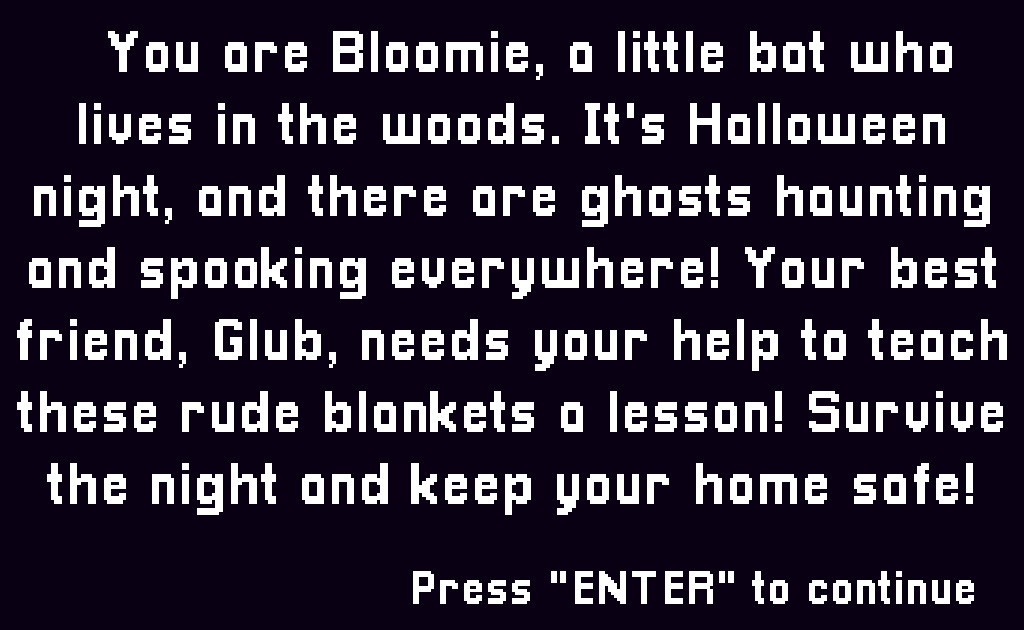 You are Bloomie, a little bat who
lives in the woods. It's Halloween
night, and there are ghosts haunting
and spooking everywhere! Your best
friend, Glub, needs your help to teach
these rude blankets a lesson! Survive
the night and keep your home safe!
Press "ENTER" to continue